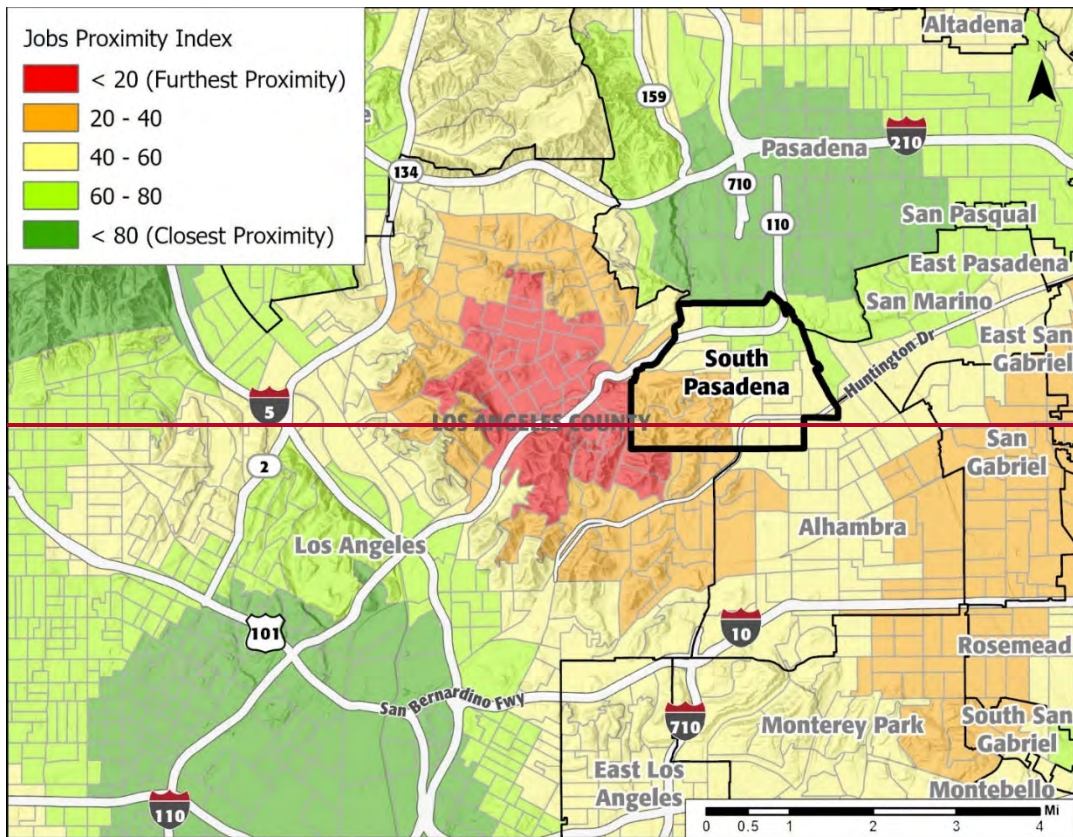 Jobs Proximity Index
< 20 (Furthest Proximity)
20 - 40
40 - 60
60 - 80
< 80 (Closest Proximity)
Altadena
N
159
210
Pasadena
134
710
110
San Pasqual
East Pasadena
San Marino
East San
Gabriel
Huntington Dr
South
Pasadena
5
LOS ANGELES COUNTY
2
San
Gabriel
Alhambra
Los Angeles
101
10
Rosemead
San Bernardino Fwy
710
Monterey Park
South San
Gabriel
East Los
Angeles
Montebello
110
Mi
0 0.5 1 2 3 4